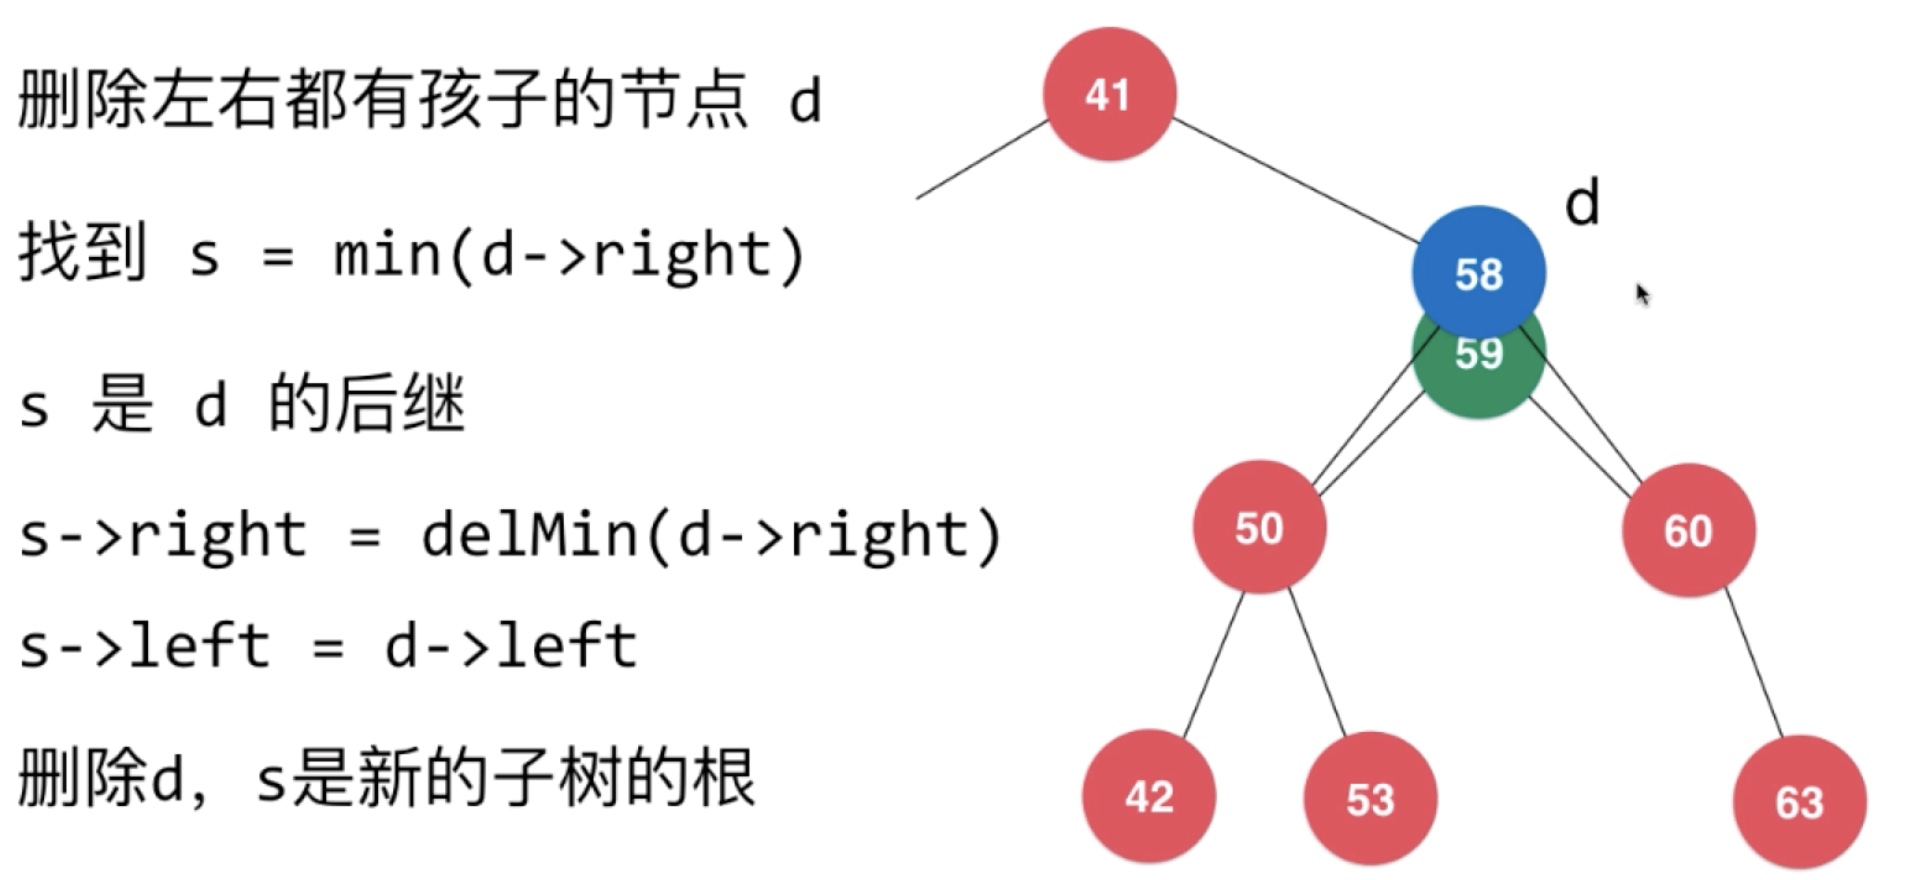 删除左右都有孩子的节点 d
找到 s = min(d->right)
s 是 d 的后继
s->right = delMin(d->right)
s->left = d->left
删除d, s是新的子树的根
41
d
58
59
50
60
42
53
63